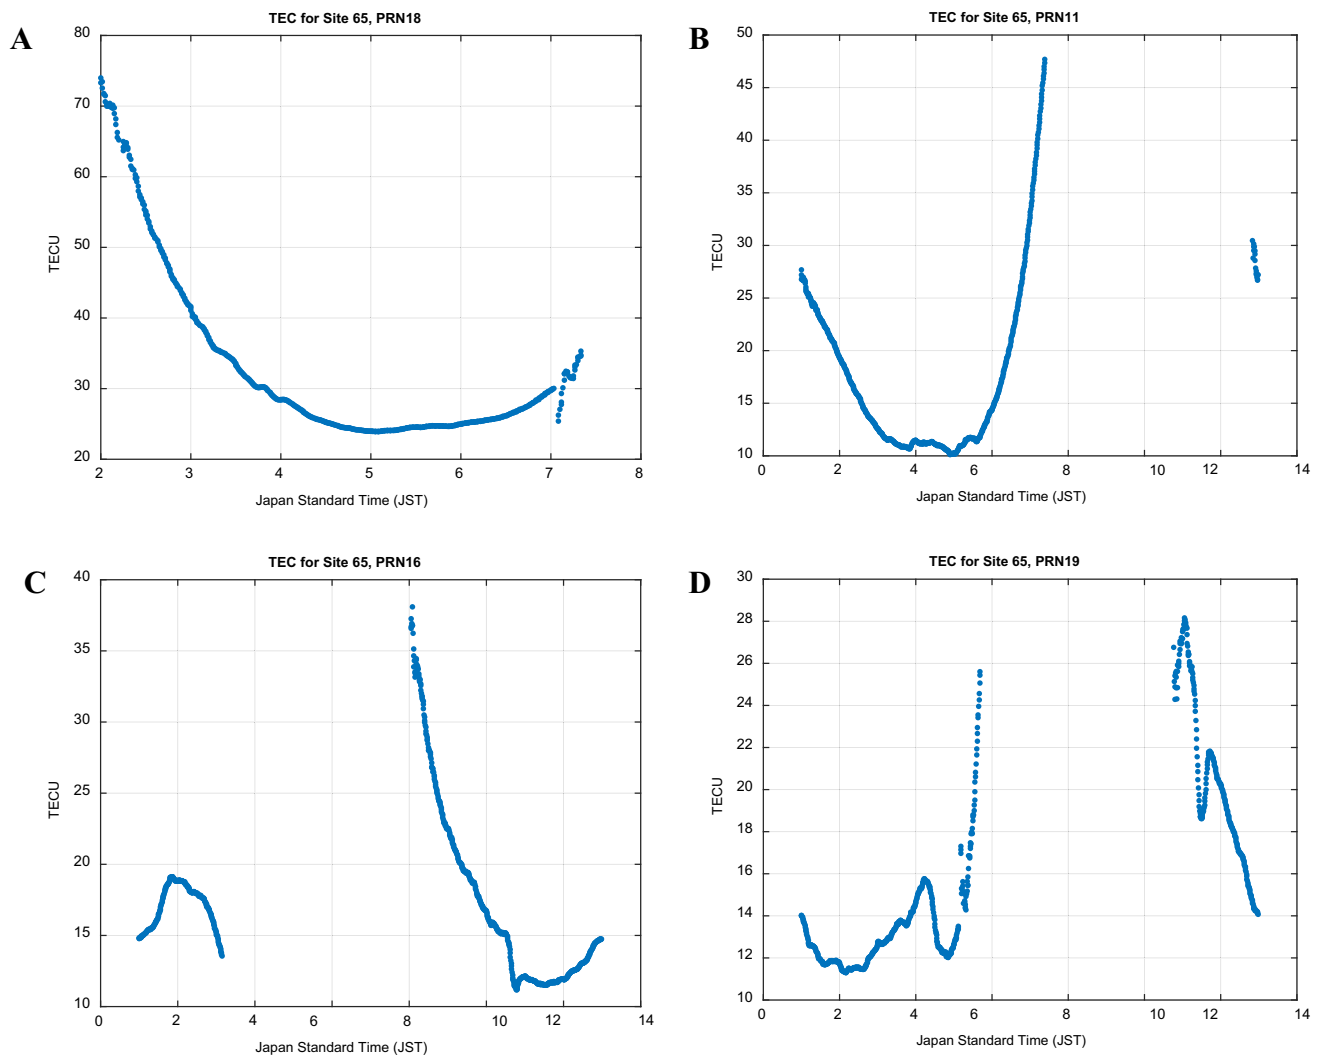 A
TEC for Site 65, PRN18
80
70
60
50
40
30
20
TECU
2 3 4 5 6 7 8
Japan Standard Time (JST)
B
TEC for Site 65, PRN11
50
45
40
35
30
25
20
15
10
TECU
0 2 4 6 8 10 12 14
Japan Standard Time (JST)
C
TEC for Site 65, PRN16
40
35
30
25
20
15
10
TECU
0 2 4 6 8 10 12 14
Japan Standard Time (JST)
D
TEC for Site 65, PRN19
30
28
26
24
22
20
18
16
14
12
10
TECU
0 2 4 6 8 10 12 14
Japan Standard Time (JST)